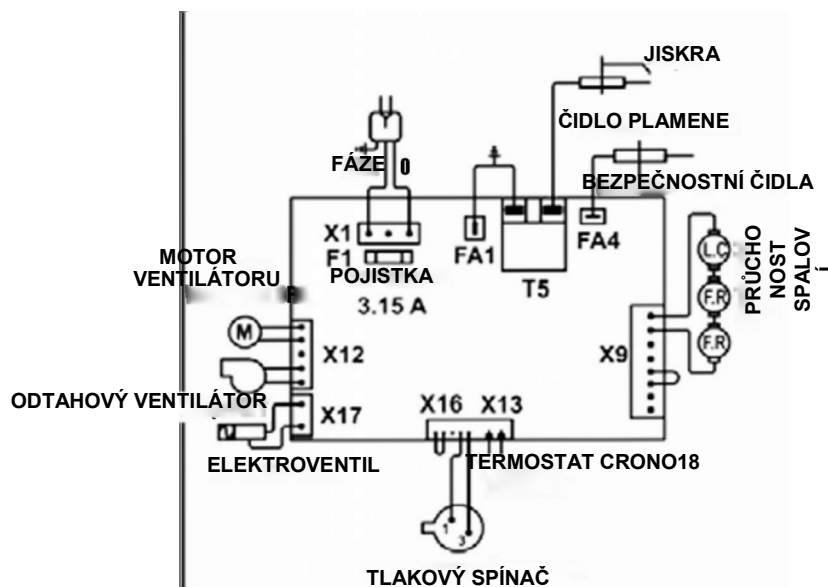 JISKRA
ČIDLO PLAMENE
FÁZE 0
BEZPEČNOSTNÍ ČIDLA
X1
F1
POJISTKA
3.15 A
FA1
T5
FA4
MOTOR
VENTILÁTORU
M
X12
ODTAHOVÝ VENTILÁTOR
X17
ELEKTROVENTIL
X16 X13
TERMOSTAT CRONO18
1
3
TLAKOVÝ SPÍNAČ
X9
L.C
F.R
F.R
PRŮCHO
NOST
SPALOV
Í